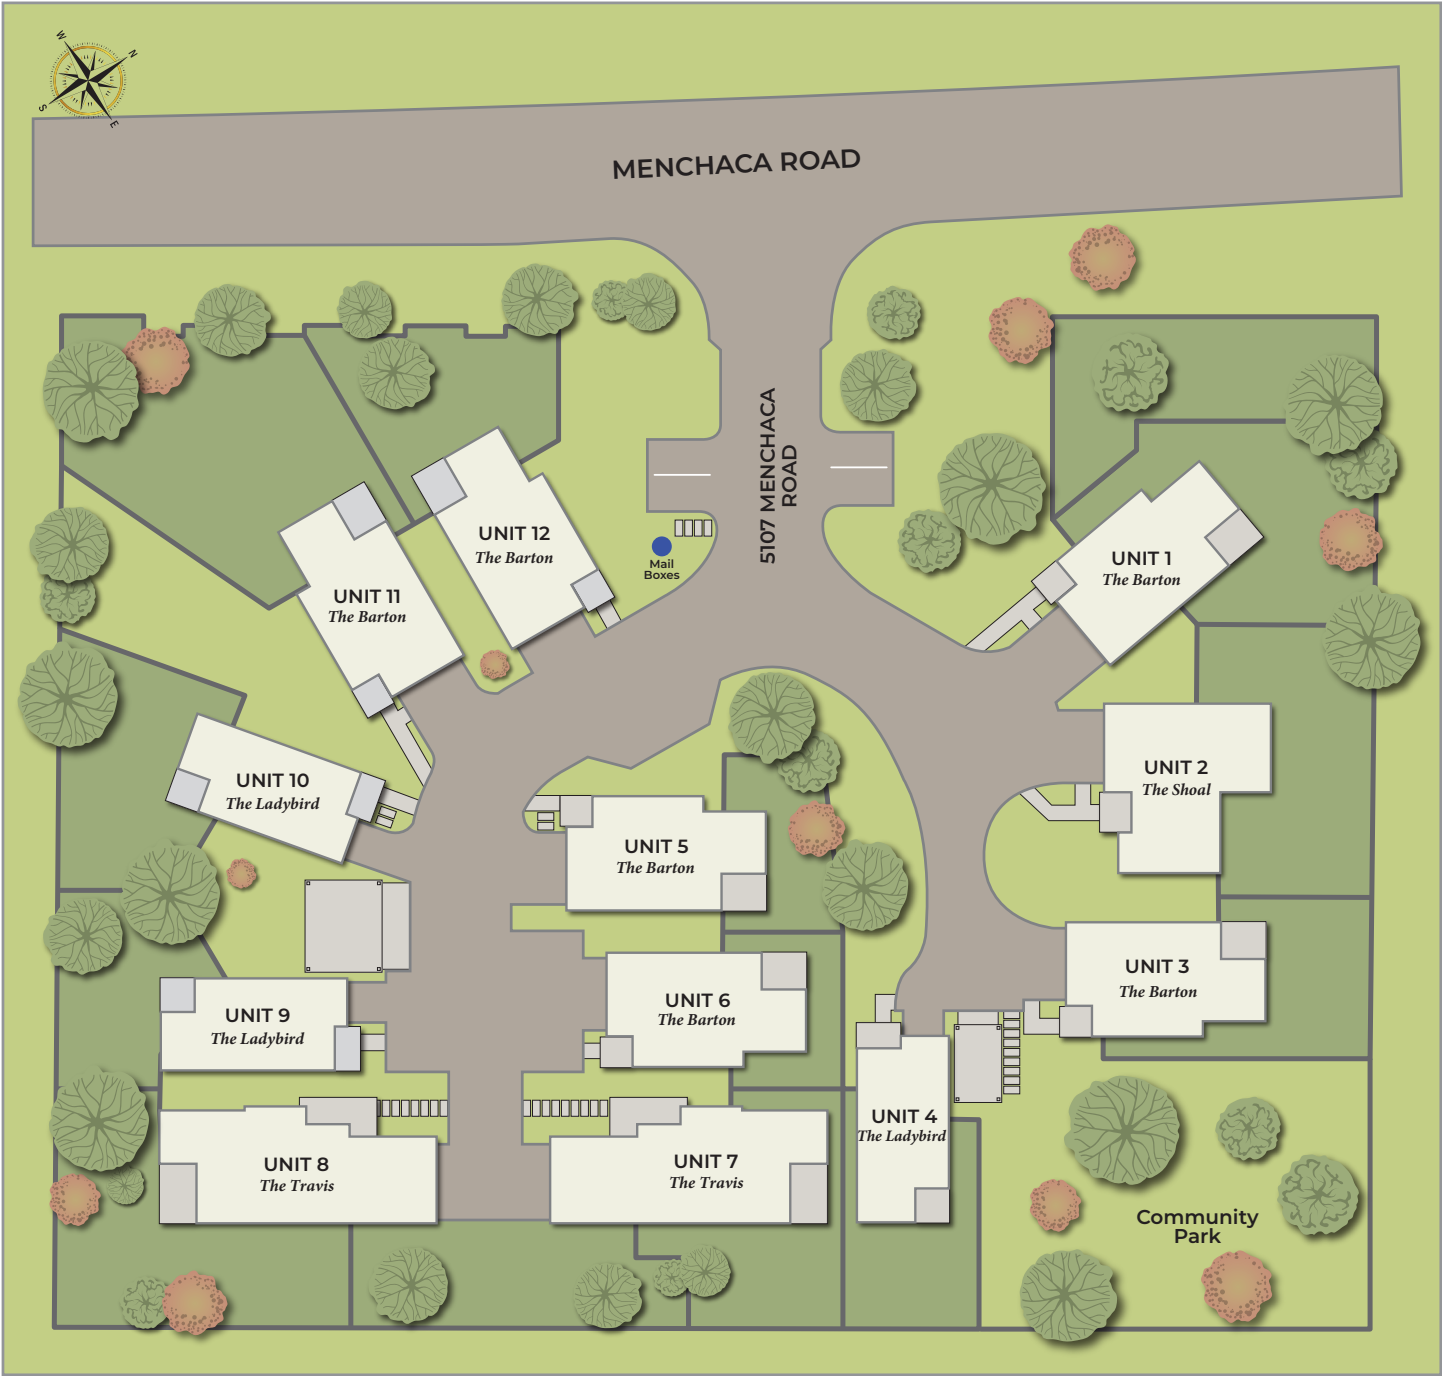 W
N
S
E
MENCHACA ROAD
5107 MENCHACA
ROAD
UNIT 12
The Barton
Mail
Boxes
UNIT 1
The Barton
UNIT 11
The Barton
UNIT 10
The Ladybird
UNIT 2
The Shoal
UNIT 5
The Barton
UNIT 3
The Barton
UNIT 6
The Barton
UNIT 9
The Ladybird
UNIT 4
The Ladybird
UNIT 8
The Travis
UNIT 7
The Travis
Community
Park